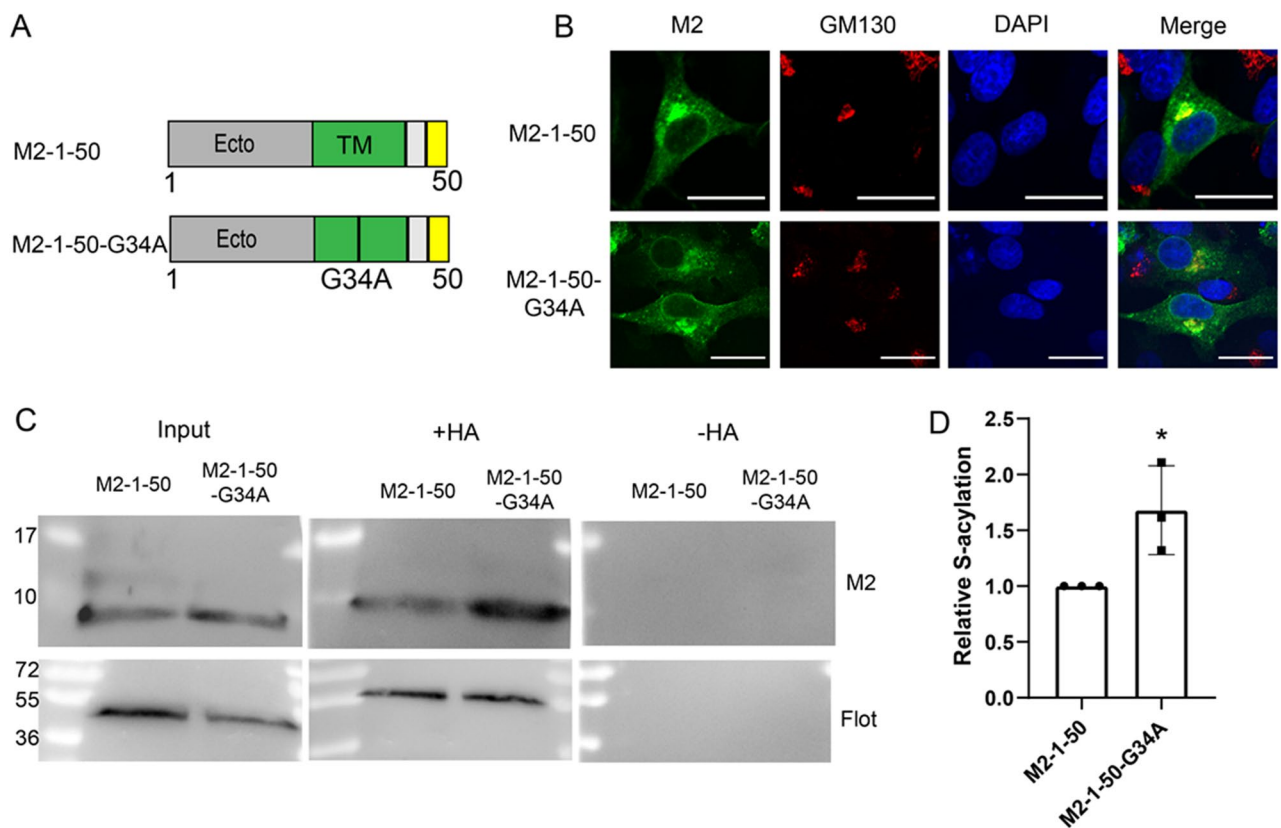 A
M2-1-50
Ecto
TM
1
50
M2-1-50-G34A
Ecto
1
G34A
50
B
M2
GM130
DAPI
Merge
M2-1-50
M2-1-50-
G34A
C
Input
+HA
-HA
M2-1-50
M2-1-50
-G34A
M2-1-50
M2-1-50
-G34A
M2-1-50
M2-1-50
-G34A
17
10
M2
72
55
36
Flot
D
Relative S-acylation
2.5
2.0
1.5
1.0
0.5
0.0
*
M2-1-50
M2-1-50-G34A